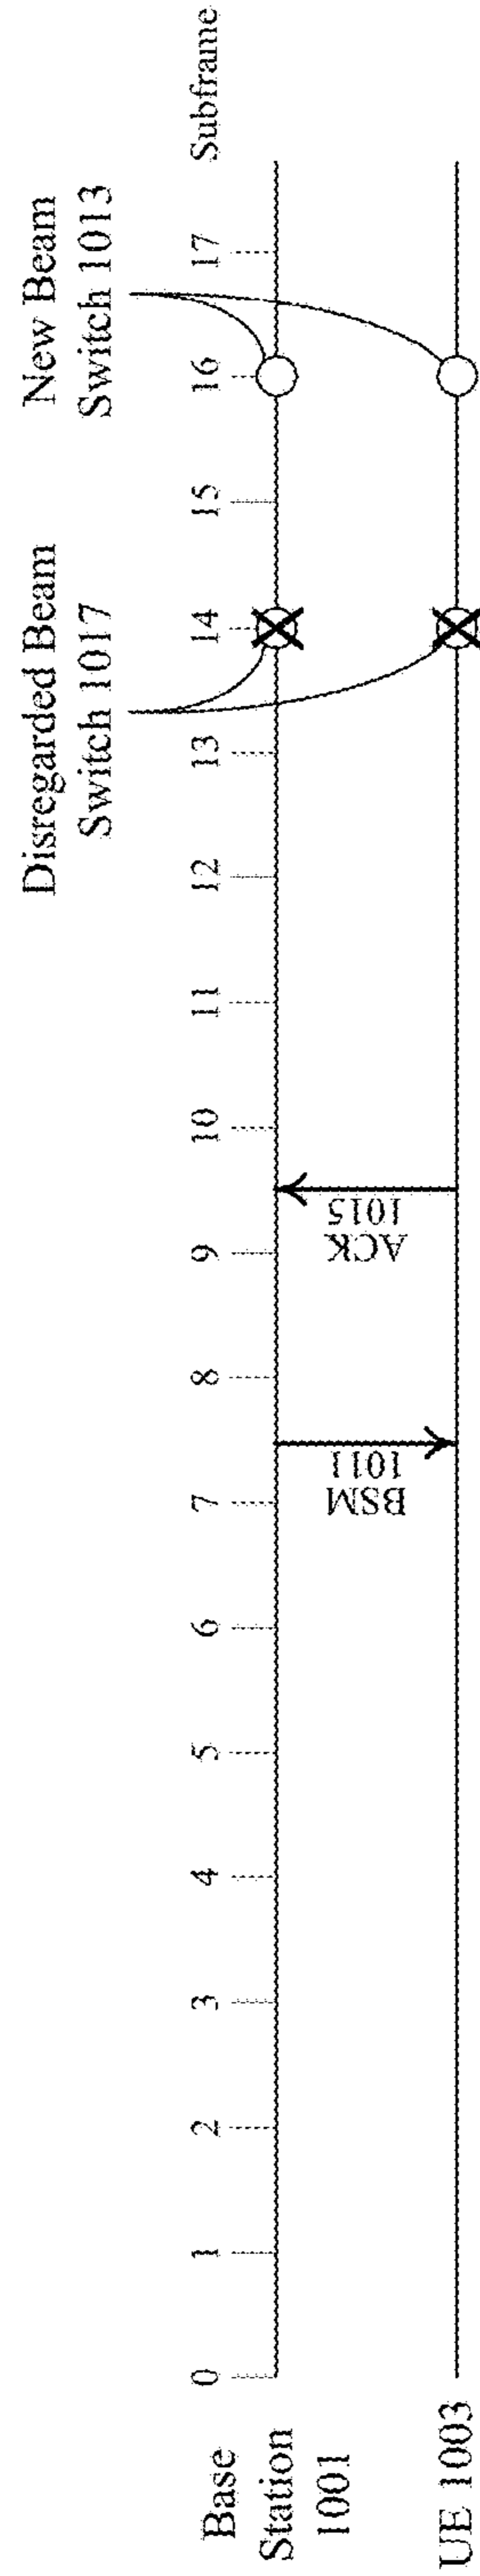 Disregarded Beam
Switch 1017
New Beam
Switch 1013
0 1 2 3 4 5 6 7 8 9 10 11 12 13 14 15 16 17 Subframe
Base
Station
1001
BSM
1011
ACK
1015
UE 1003